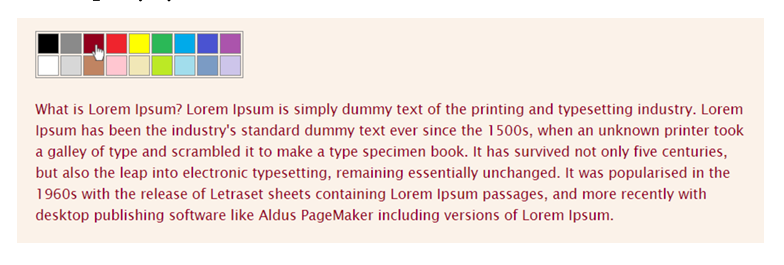 What is Lorem Ipsum? Lorem Ipsum is simply dummy text of the printing and typesetting industry. Lorem
Ipsum has been the industry's standard dummy text ever since the 1500s, when an unknown printer took
a galley of type and scrambled it to make a type specimen book. It has survived not only five centuries,
but also the leap into electronic typesetting, remaining essentially unchanged. It was popularised in the
1960s with the release of Letraset sheets containing Lorem Ipsum passages, and more recently with
desktop publishing software like Aldus PageMaker including versions of Lorem Ipsum.